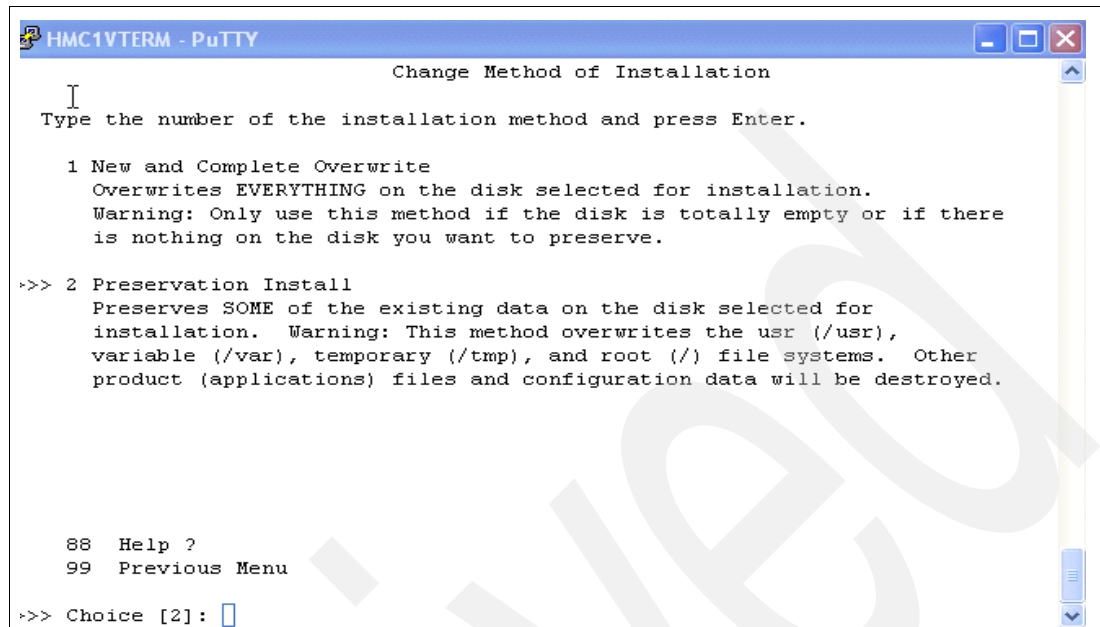 HMC1VTERM - PuTTY
Change Method of Installation
Type the number of the installation method and press Enter.
1 New and Complete Overwrite
Overwrites EVERYTHING on the disk selected for installation.
Warning: Only use this method if the disk is totally empty or if there
is nothing on the disk you want to preserve.
>>> 2 Preservation Install
Preserves SOME of the existing data on the disk selected for
installation. Warning: This method overwrites the usr (/usr),
variable (/var), temporary (/tmp), and root (/) file systems. Other
product (applications) files and configuration data will be destroyed.
88 Help ?
99 Previous Menu
>>> Choice [2]: